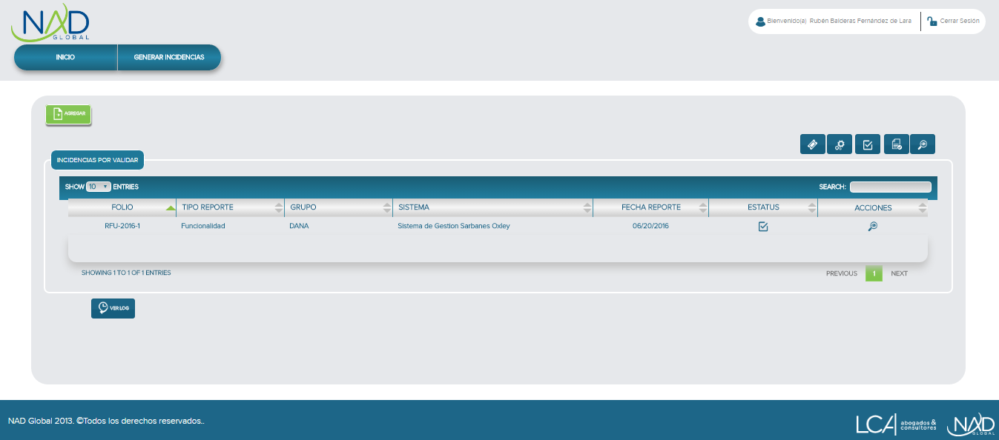 NAD
GLOBAL
Bienvenido(a) Rubén Balderas Fernández de Lara
Cerrar Sesión
INICIO
GENERAR INCIDENCIAS
AGREGAR
INCIDENCIAS POR VALIDAR
SHOW 10 ENTRIES
SEARCH:
FOLIO TIPO REPORTE GRUPO SISTEMA FECHA REPORTE ESTATUS ACCIONES
RFU-2016-1 Funcionalidad DANA Sistema de Gestion Sarbanes Oxley 06/20/2016
SHOWING 1 TO 1 OF 1 ENTRIES
PREVIOUS 1 NEXT
VER LOG
NAD Global 2013. ©Todos los derechos reservados..
LCA abogados &
consultores
NAD
GLOBAL